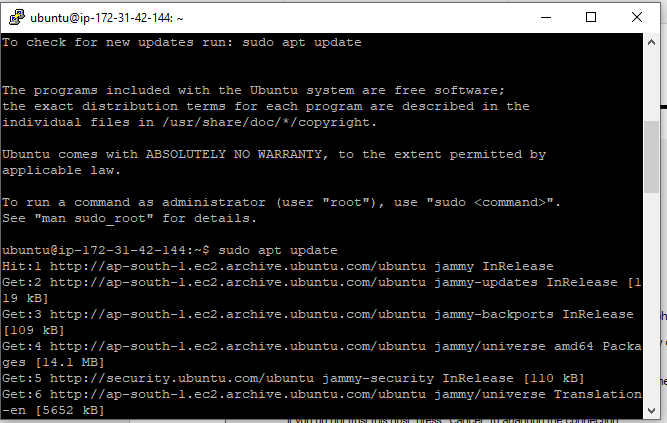 ubuntu@ip-172-31-42-144: ~
To check for new updates run: sudo apt update
The programs included with the Ubuntu system are free software;
the exact distribution terms for each program are described in the
individual files in /usr/share/doc/*/copyright.
Ubuntu comes with ABSOLUTELY NO WARRANTY, to the extent permitted by
applicable law.
To run a command as administrator (user "root"), use "sudo <command>".
See "man sudo_root" for details.
ubuntu@ip-172-31-42-144:~$ sudo apt update
Hit:1 http://ap-south-1.ec2.archive.ubuntu.com/ubuntu jammy InRelease
Get:2 http://ap-south-1.ec2.archive.ubuntu.com/ubuntu jammy-updates InRelease [1
19 kB]
Get:3 http://ap-south-1.ec2.archive.ubuntu.com/ubuntu jammy-backports InRelease
[109 kB]
Get:4 http://ap-south-1.ec2.archive.ubuntu.com/ubuntu jammy/universe amd64 Packa
ges [14.1 MB]
Get:5 http://security.ubuntu.com/ubuntu jammy-security InRelease [110 kB]
Get:6 http://ap-south-1.ec2.archive.ubuntu.com/ubuntu jammy/universe Translation
-en [5652 kB]